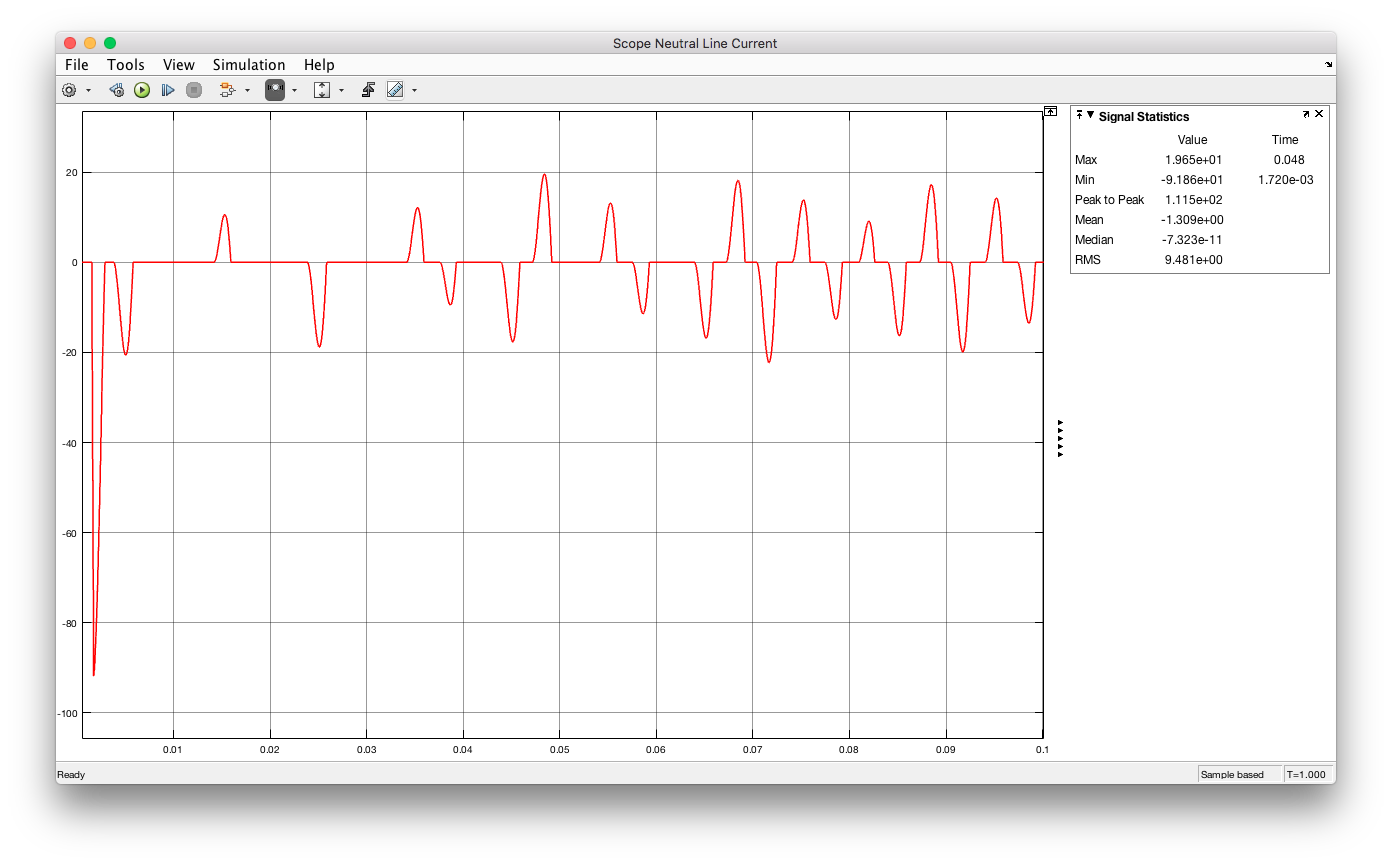 Scope Neutral Line Current
File Tools View Simulation Help
Signal Statistics
Value Time
Max 1.965e+01 0.048
Min -9.186e+01 1.720e-03
Peak to Peak 1.115e+02
Mean -1.309e+00
Median -7.323e-11
RMS 9.481e+00
20
0
-20
-40
-60
-80
-100
0.01 0.02 0.03 0.04 0.05 0.06 0.07 0.08 0.09 0.1
Ready Sample based T=1.000